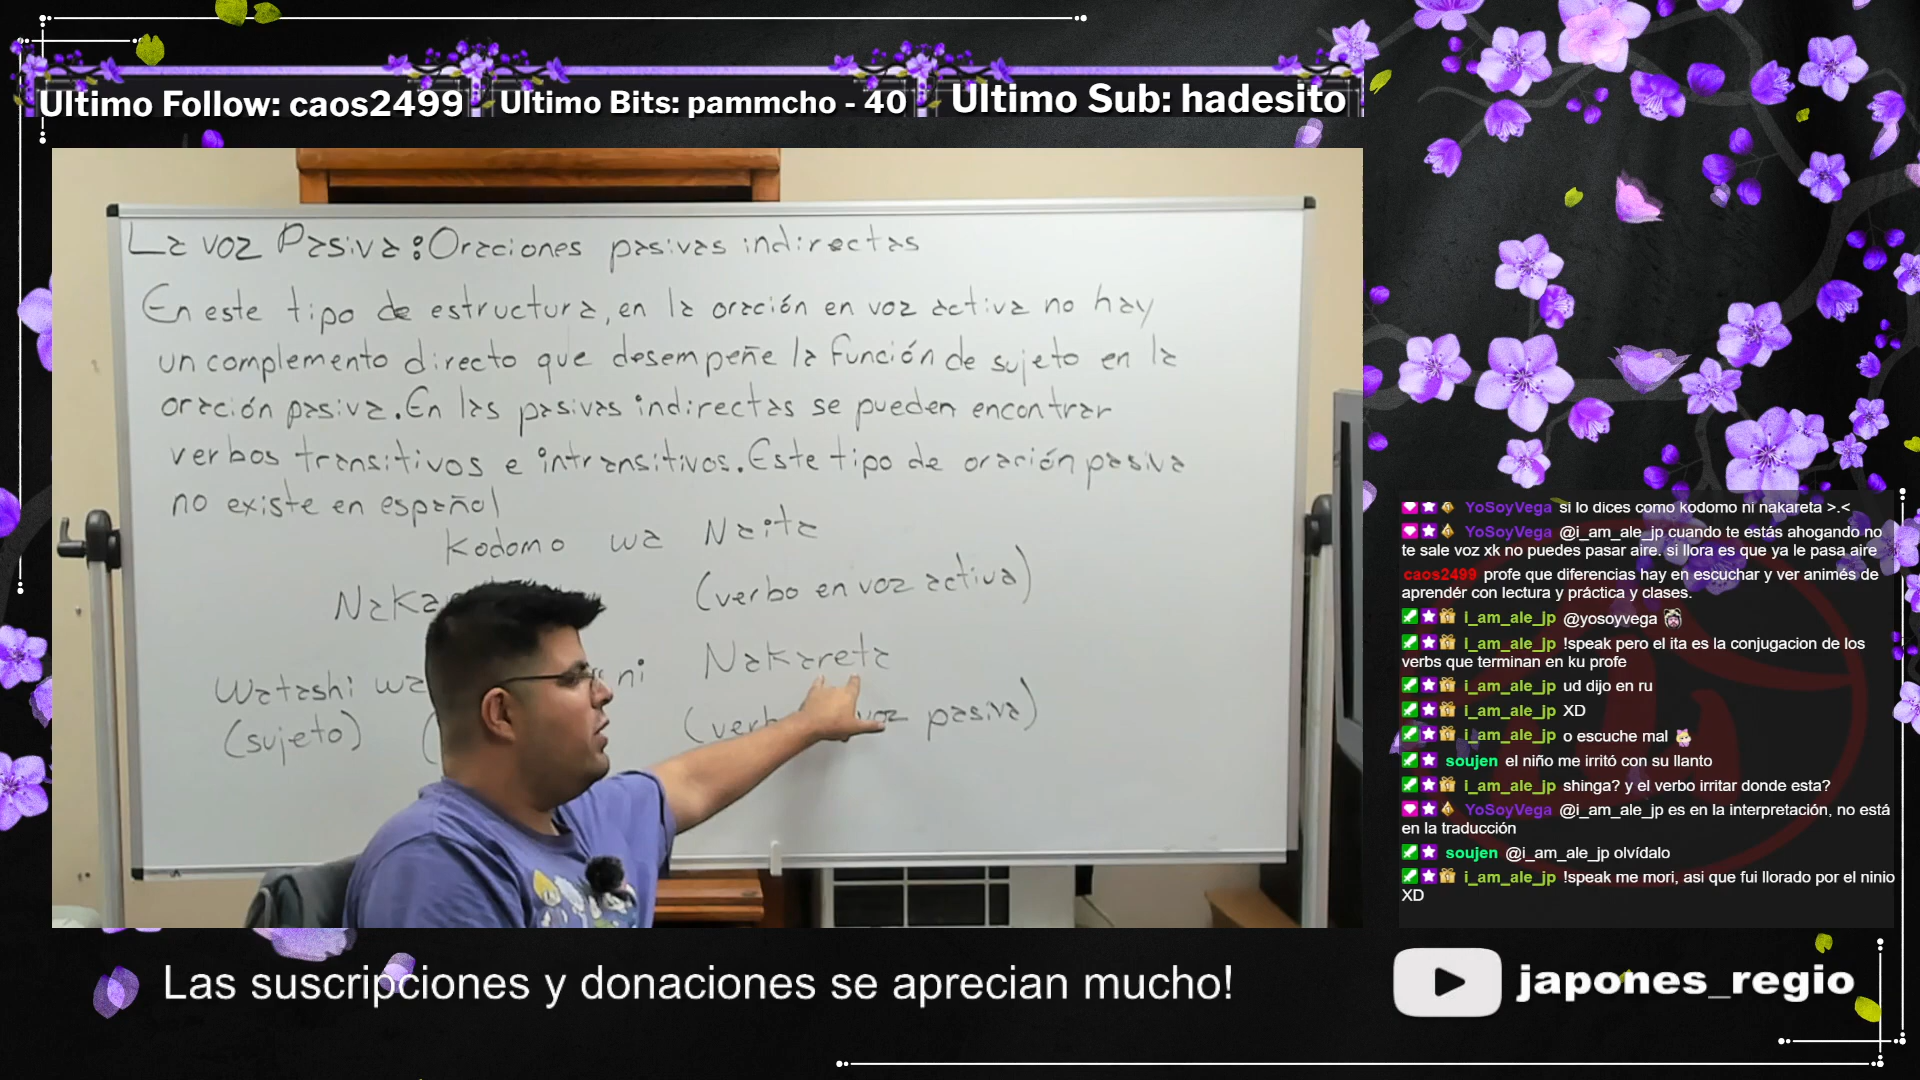 Ultimo Follow: caos2499
Ultimo Bits: pammcho - 40
Ultimo Sub: hadesito
La voz Pasiva: Oraciones pasivas indirectas
En este tipo de estructura, en la oración en voz activa no hay
un complemento directo que desempeñe la función de sujeto en la
oración pasiva. En las pasivas indirectas se pueden encontrar
verbos transitivos e intransitivos. Este tipo de oración pasiva
no existe en español
Kodomo wa Naita
(verbo en voz activa)
Naka
Watashi wa ni Nakareta
(sujeto) ( (verb voz pasiva)
YoSoyVega si lo dices como kodomo ni nakareta >.<
YoSoyVega @i_am_ale_jp cuando te estás ahogando no
te sale voz xk no puedes pasar aire. si llora es que ya le pasa aire
caos2499 profe que diferencias hay en escuchar y ver animés de
aprendér con lectura y práctica y clases.
i_am_ale_jp @yosoyvega
i_am_ale_jp !speak pero el ita es la conjugacion de los
verbs que terminan en ku profe
i_am_ale_jp ud dijo en ru
i_am_ale_jp XD
i_am_ale_jp o escuche mal
soujen el niño me irritó con su llanto
i_am_ale_jp shinga? y el verbo irritar donde esta?
YoSoyVega @i_am_ale_jp es en la interpretación, no está
en la traducción
soujen @i_am_ale_jp olvídalo
i_am_ale_jp !speak me mori, asi que fui llorado por el ninio
XD
Las suscripciones y donaciones se aprecian mucho!
japones_regio